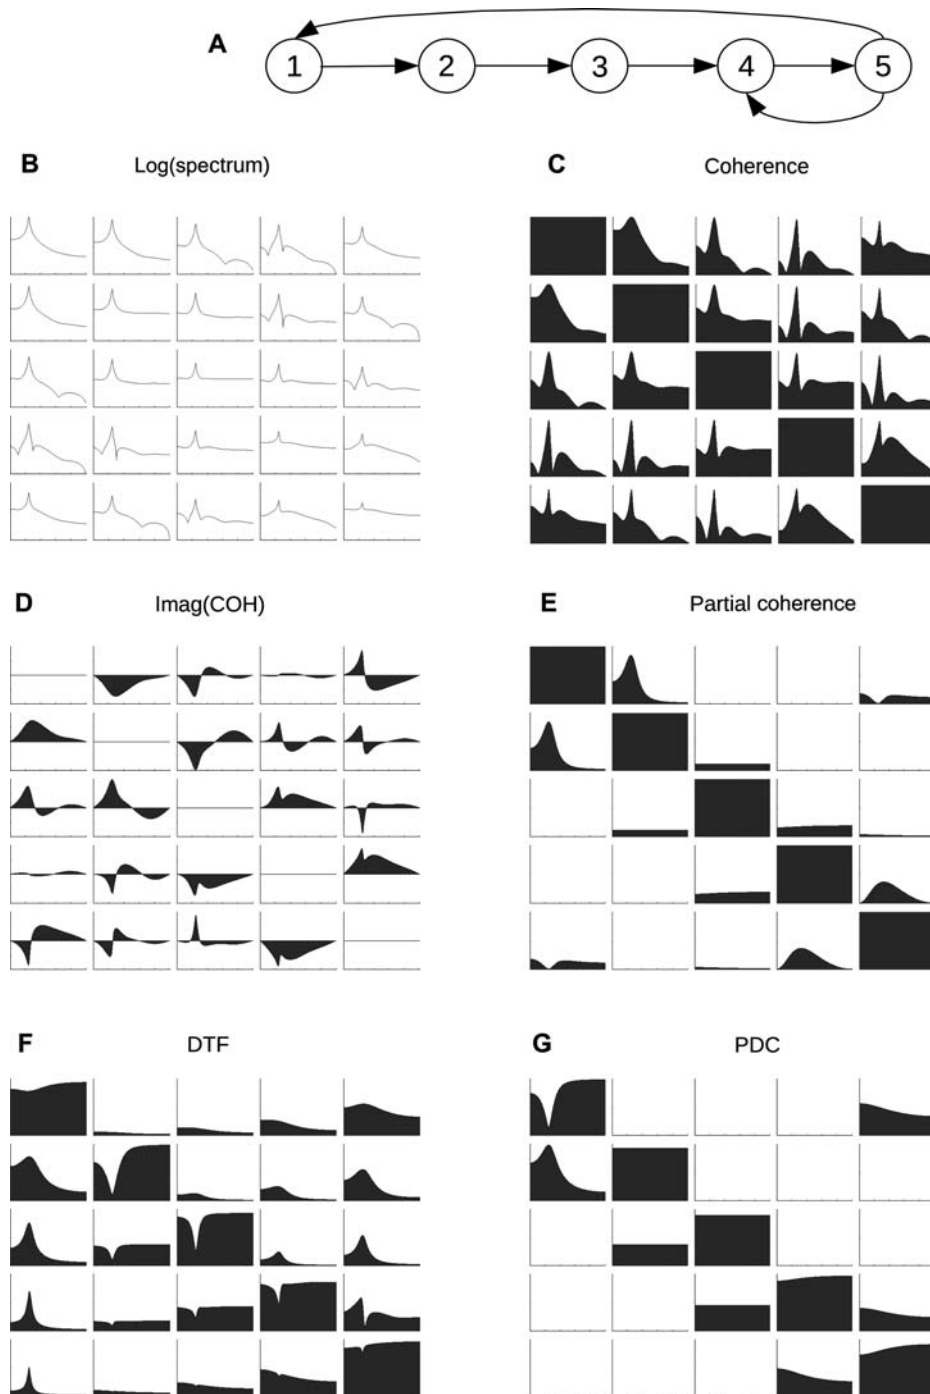 A
1 2 3 4 5
B Log(spectrum)
C Coherence
D Imag(COH)
E Partial coherence
F DTF
G PDC